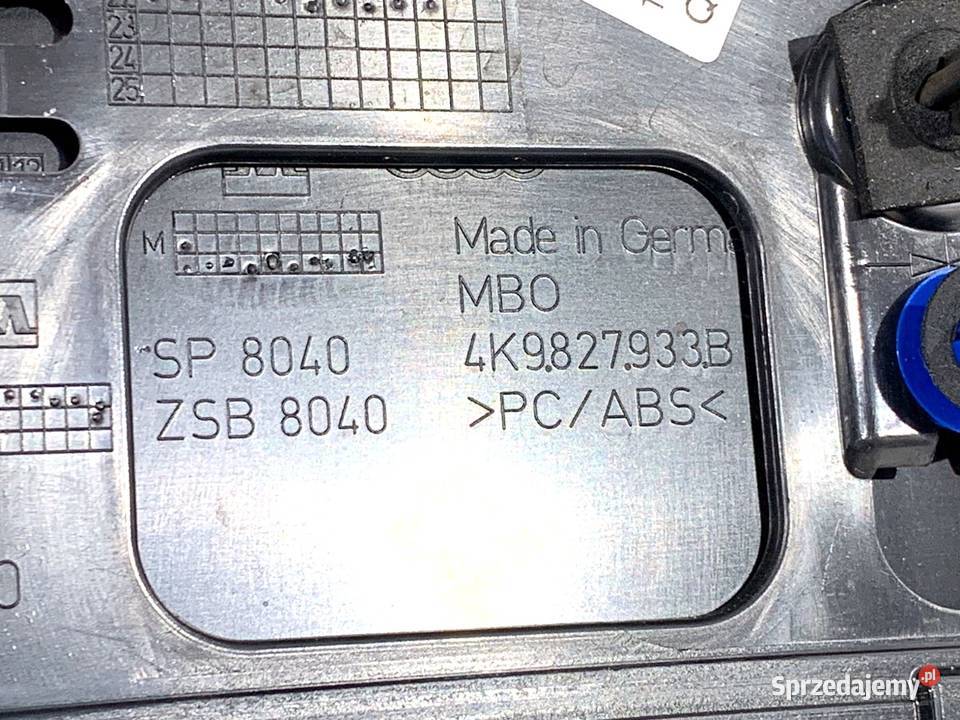 23
24
25
M
Made in Germa
MBO
SP 8040
4K9.827.933.B
ZSB 8040
>PC/ABS<
Sprzedajemy.pl